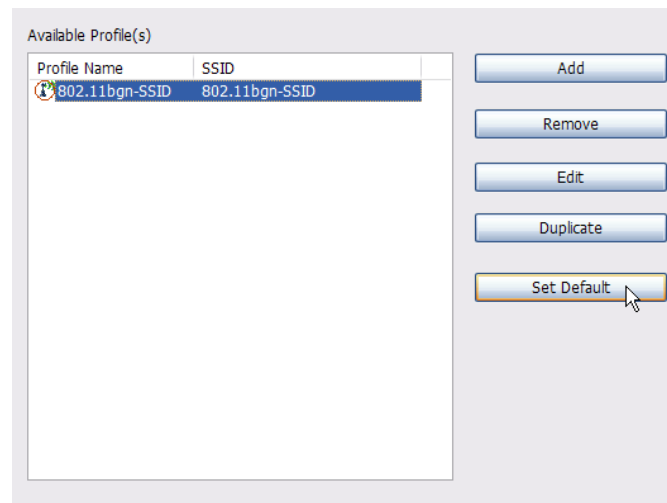 Available Profile(s)
Profile Name SSID
802.11bgn-SSID 802.11bgn-SSID
Add
Remove
Edit
Duplicate
Set Default